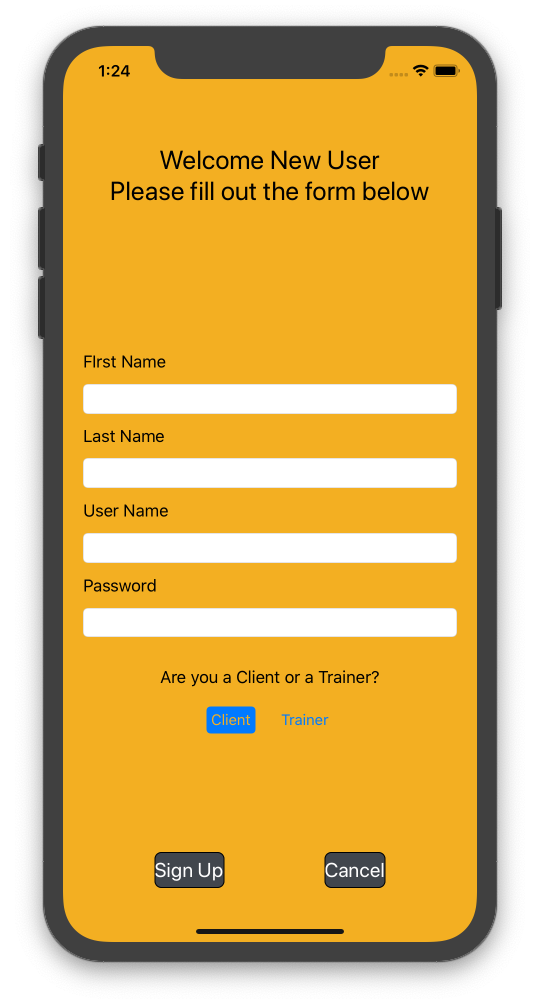 1:24
Welcome New User
Please fill out the form below
FIrst Name
Last Name
User Name
Password
Are you a Client or a Trainer?
Client Trainer
Sign Up Cancel